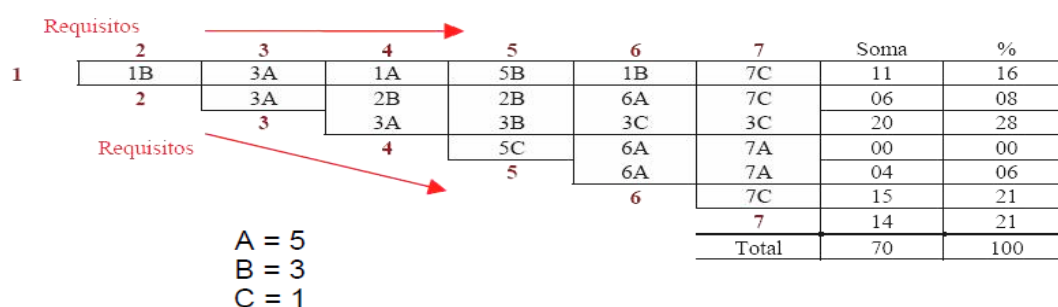 Requisitos
2 3 4 5 6 7 Soma %
1 1B 3A 1A 5B 1B 7C 11 16
2 3A 2B 2B 6A 7C 06 08
3 3A 3B 3C 3C 20 28
Requisitos 4 5C 6A 7A 00 00
5 6A 7A 04 06
6 7C 15 21
7 14 21
Total 70 100
A = 5
B = 3
C = 1